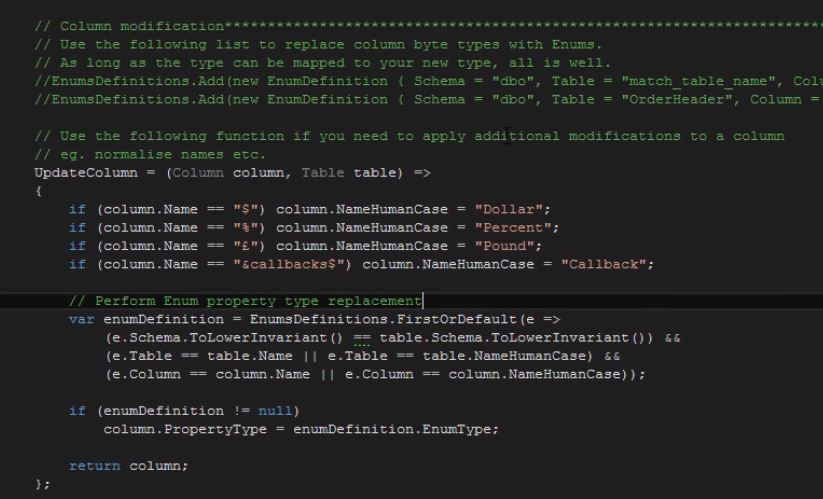 // Column modification************************************************************************
// Use the following list to replace column byte types with Enums.
// As long as the type can be mapped to your new type, all is well.
//EnumsDefinitions.Add(new EnumDefinition { Schema = "dbo", Table = "match_table_name", Colu
//EnumsDefinitions.Add(new EnumDefinition { Schema = "dbo", Table = "OrderHeader", Column =
// Use the following function if you need to apply additional modifications to a column
// eg. normalise names etc.
UpdateColumn = (Column column, Table table) =>
{
if (column.Name == "$") column.NameHumanCase = "Dollar";
if (column.Name == "%") column.NameHumanCase = "Percent";
if (column.Name == "£") column.NameHumanCase = "Pound";
if (column.Name == "&callbacks$") column.NameHumanCase = "Callback";
// Perform Enum property type replacement
var enumDefinition = EnumsDefinitions.FirstOrDefault(e =>
(e.Schema.ToLowerInvariant() == table.Schema.ToLowerInvariant()) &&
(e.Table == table.Name || e.Table == table.NameHumanCase) &&
(e.Column == column.Name || e.Column == column.NameHumanCase));
if (enumDefinition != null)
column.PropertyType = enumDefinition.EnumType;
return column;
};